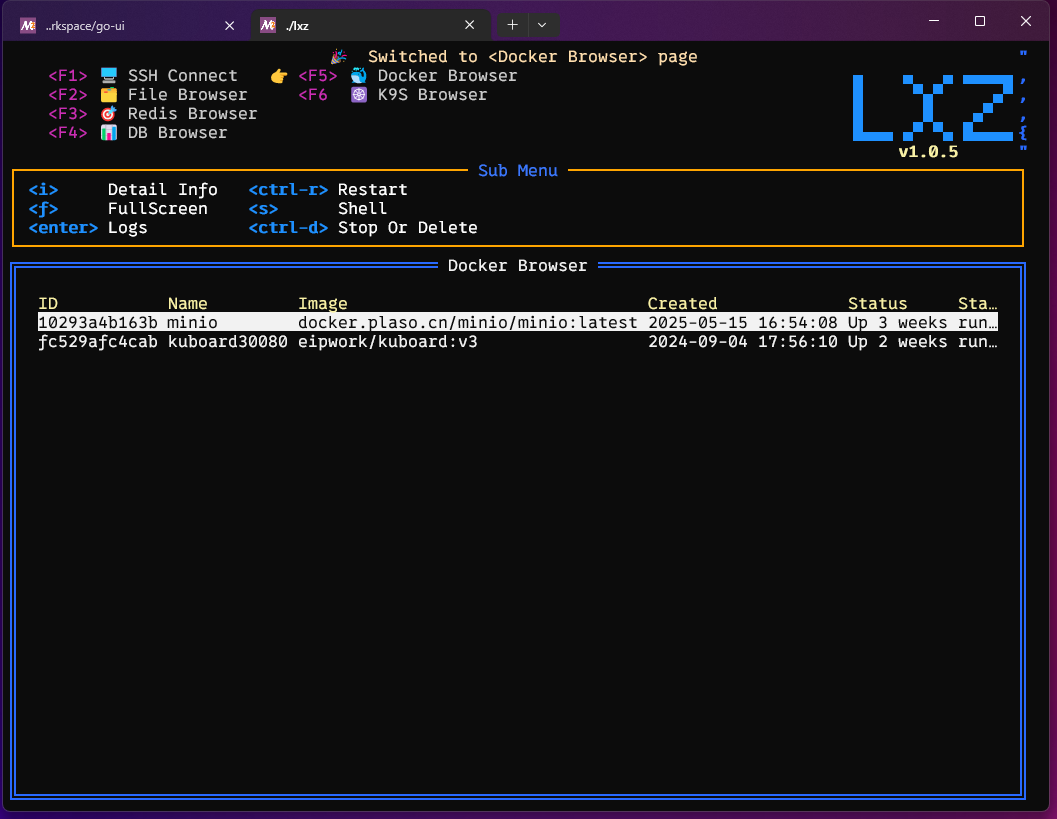 ..rkspace/go-ui
./lxz
Switched to <Docker Browser> page
<F1> SSH Connect <F5> Docker Browser
<F2> File Browser <F6 K9S Browser
<F3> Redis Browser
<F4> DB Browser
LXZ
v1.0.5
Sub Menu
<i> Detail Info <ctrl-r> Restart
<f> FullScreen <s> Shell
<enter> Logs <ctrl-d> Stop Or Delete
Docker Browser
ID Name Image Created Status Sta…
10293a4b163b minio docker.plaso.cn/minio/minio:latest 2025-05-15 16:54:08 Up 3 weeks run…
fc529afc4cab kuboard30080 eipwork/kuboard:v3 2024-09-04 17:56:10 Up 2 weeks run…